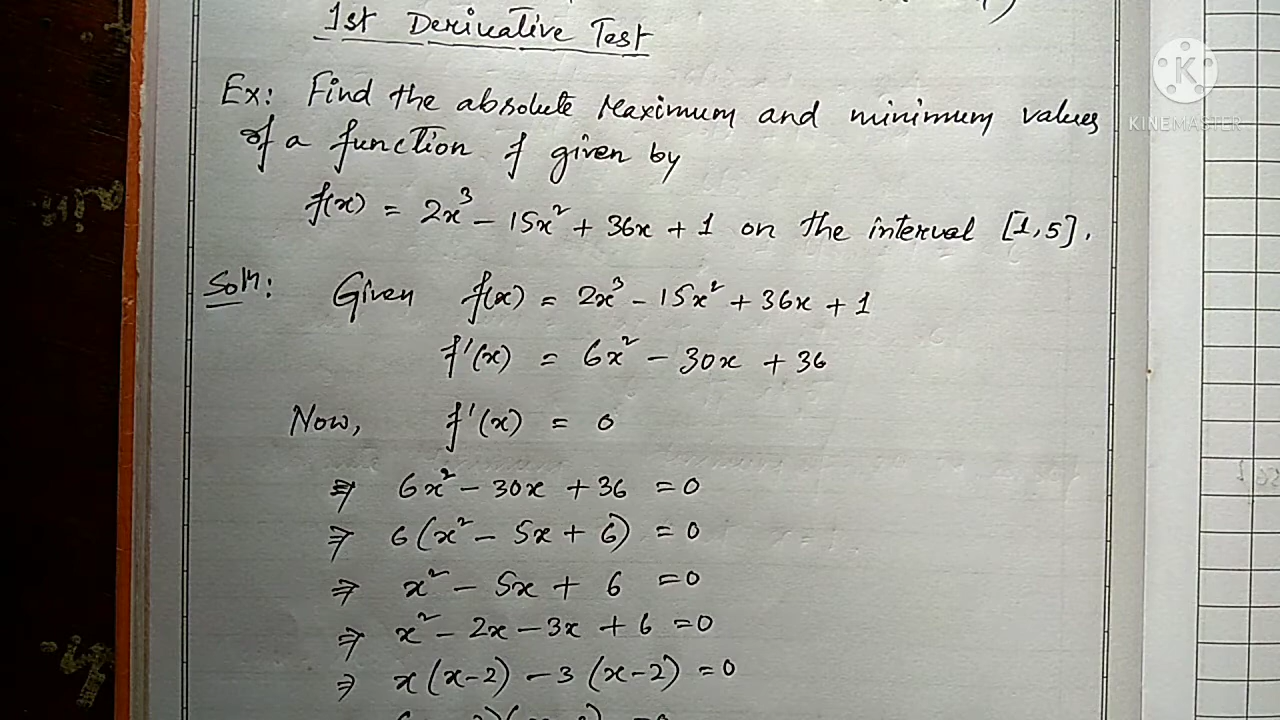 1st Derivative Test
Ex: Find the absolute Maximum and minimum values
of a function f given by
f(x) = 2x³ - 15x² + 36x + 1 on the interval [1,5].
Soln: Given f(x) = 2x³ - 15x² + 36x + 1
f'(x) = 6x² - 30x + 36
Now, f'(x) = 0
⇒ 6x² - 30x + 36 = 0
⇒ 6(x² - 5x + 6) = 0
⇒ x² - 5x + 6 = 0
⇒ x² - 2x - 3x + 6 = 0
⇒ x(x-2) - 3(x-2) = 0
K
KINEMASTER